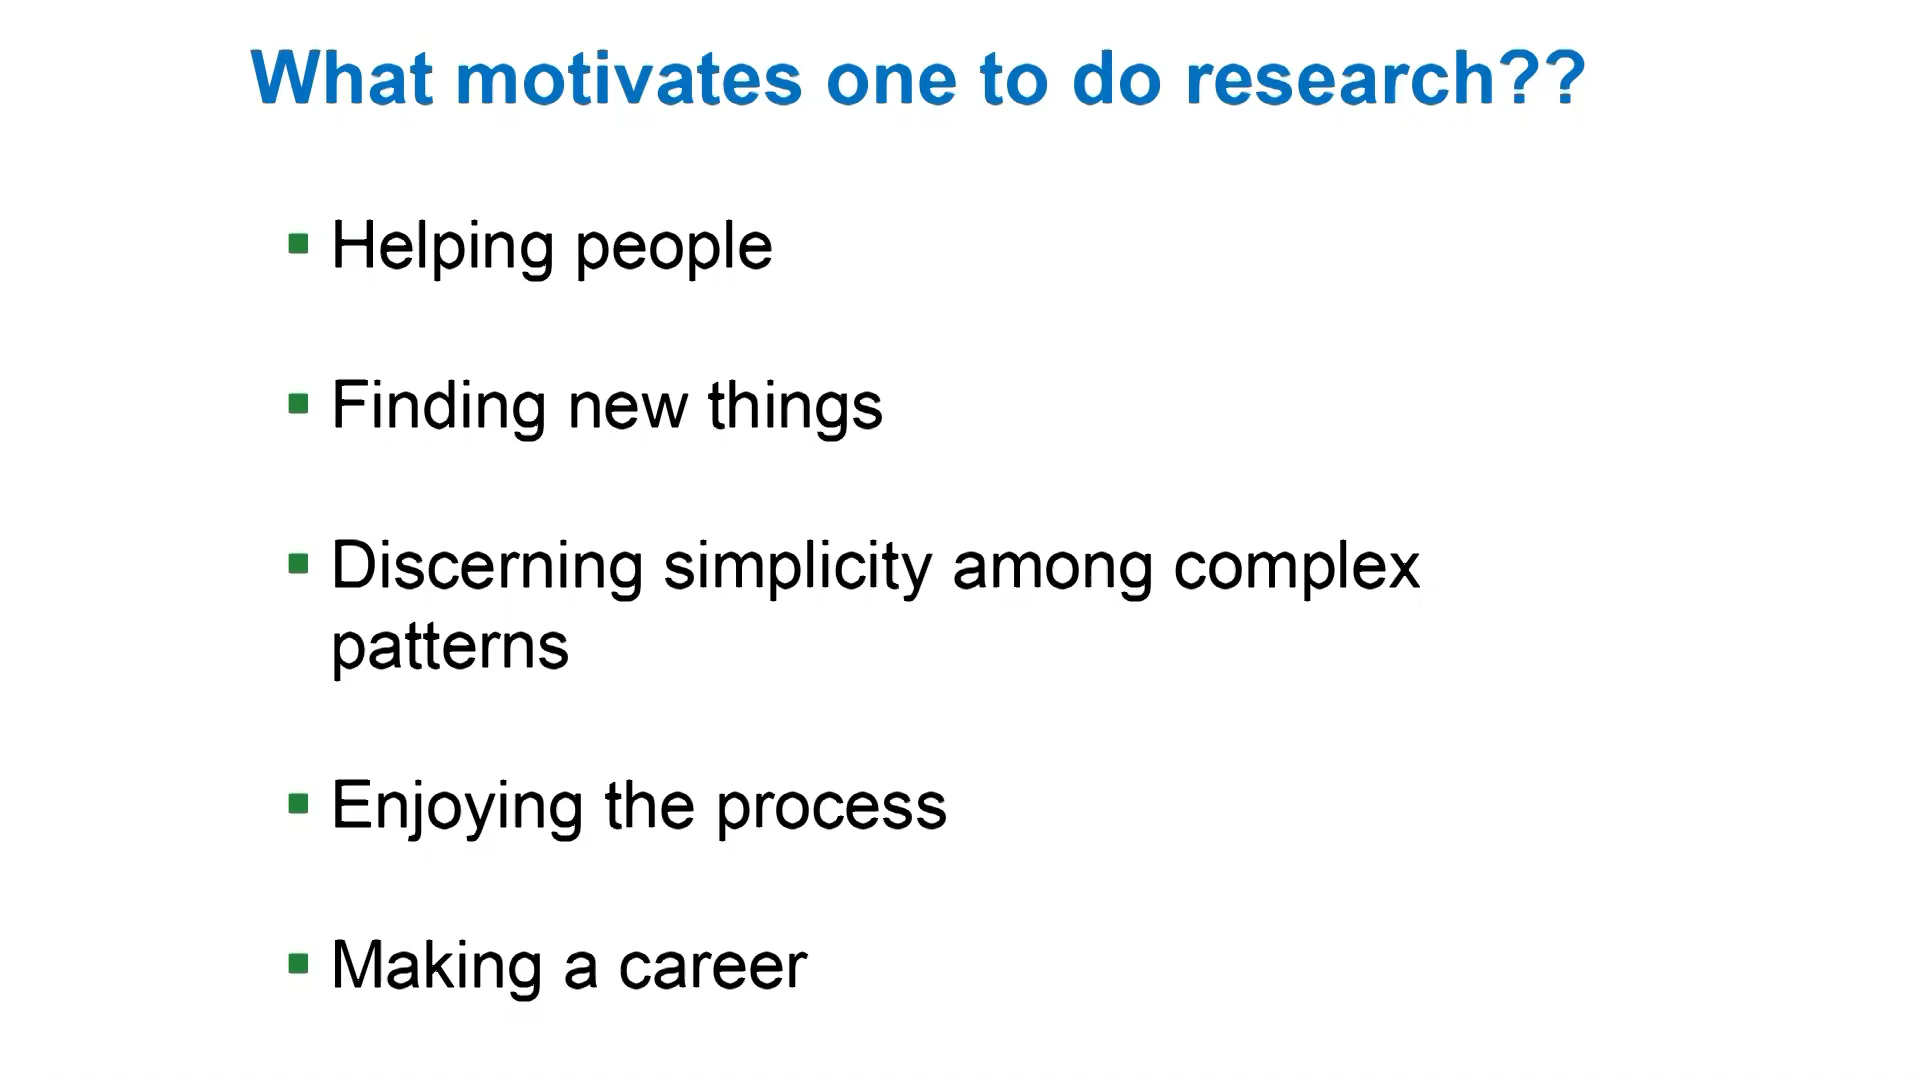 What motivates one to do research??
▪ Helping people
▪ Finding new things
▪ Discerning simplicity among complex
patterns
▪ Enjoying the process
▪ Making a career